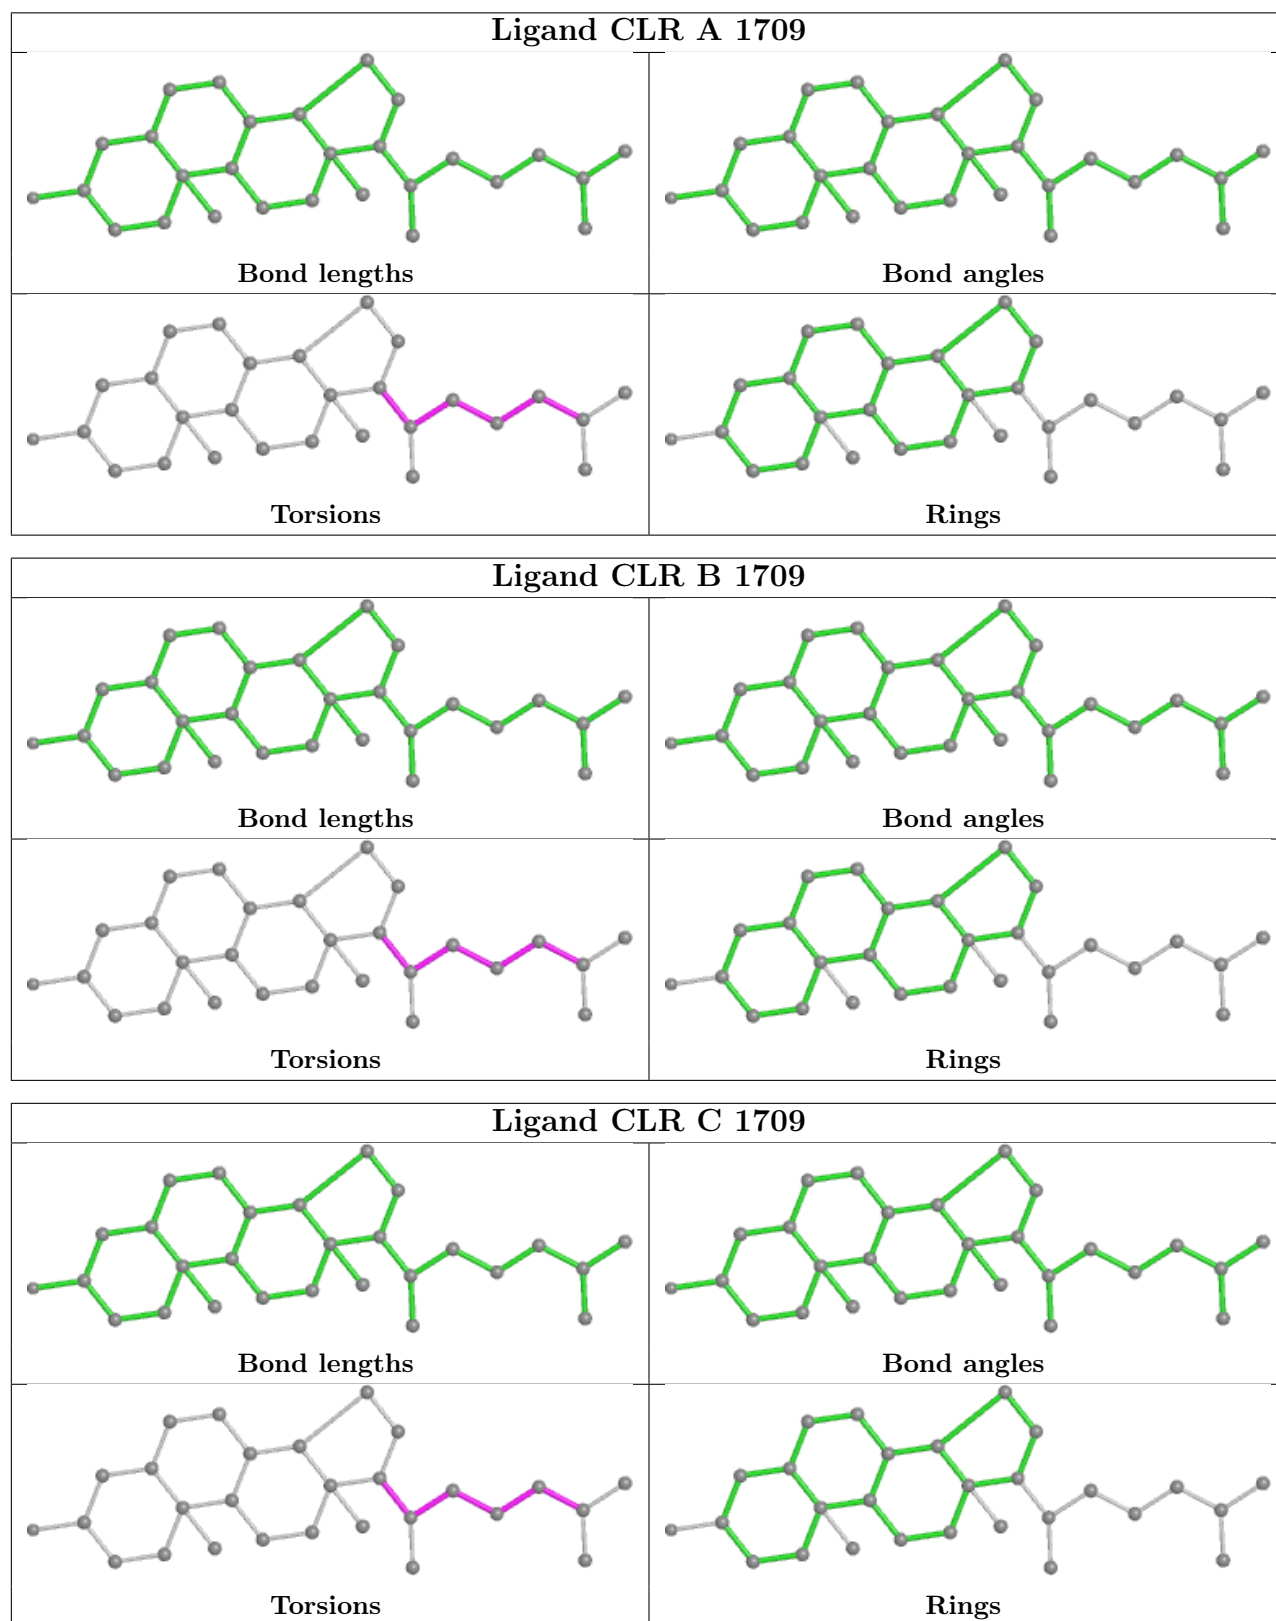 Ligand CLR A 1709
Bond lengths
Bond angles
Torsions
Rings
Ligand CLR B 1709
Bond lengths
Bond angles
Torsions
Rings
Ligand CLR C 1709
Bond lengths
Bond angles
Torsions
Rings